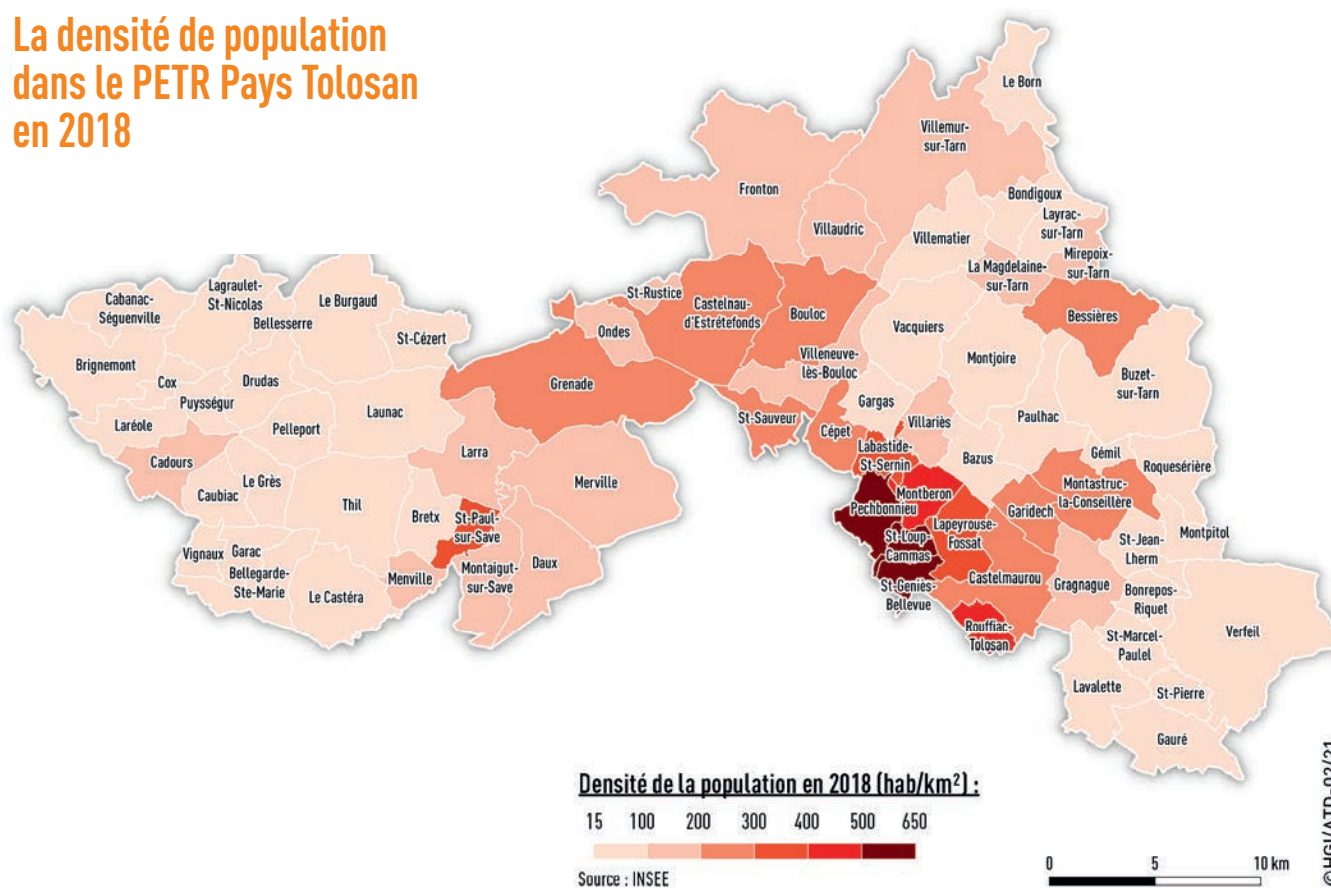 La densité de population
dans le PETR Pays Tolosan
en 2018
Le Born
Villemur-
sur-Tarn
Fronton
Bondigoux
Layrac-
sur-Tarn
Villaudric
Villematier
Mirepoix-
sur-Tarn
La Magdelaine-
sur-Tarn
Lagraulet-
St-Nicolas
Cabanac-
Séguenville
Le Burgaud
St-Rustice
Castelnau-
d'Estrétefonds
Bouloc
Bessières
Bellesserre
St-Cézert
Ondes
Vacquiers
Brignemont
Villeneuve-
lès-Bouloc
Montjoire
Cox
Drudas
Grenade
Buzet-
sur-Tarn
Puységur
Gargas
Launac
Laréole
Pelleport
St-Sauveur
Cépet
Villariès
Paulhac
Labastide-
St-Sernin
Larra
Cadours
Bazus
Gémil
Roquesérière
Le Grès
Merville
Montastruc-
la-Conseillère
Caubiac
Thil
Bretx
St-Paul-
sur-Save
Pechbonnieu
Montberon
Garidech
Lapeyrouse-
Fossat
Montpitol
St-Loup-
Cammas
St-Jean-
Lherm
Vignaux
Garac
Daux
Montaigut-
sur-Save
Bellegarde-
Ste-Marie
Menville
Castelmaurou
Gragnague
St-Geniès-
Bellevue
Bonrepos-
Riquet
Le Castéra
Rouffiac-
Tolosan
Verfeil
St-Marcel-
Paulel
Lavalette
St-Pierre
Gauré
Densité de la population en 2018 (hab/km²) :
15 100 200 300 400 500 650
Source : INSEE
0 5 10 km
©HGI/ATD-02/21